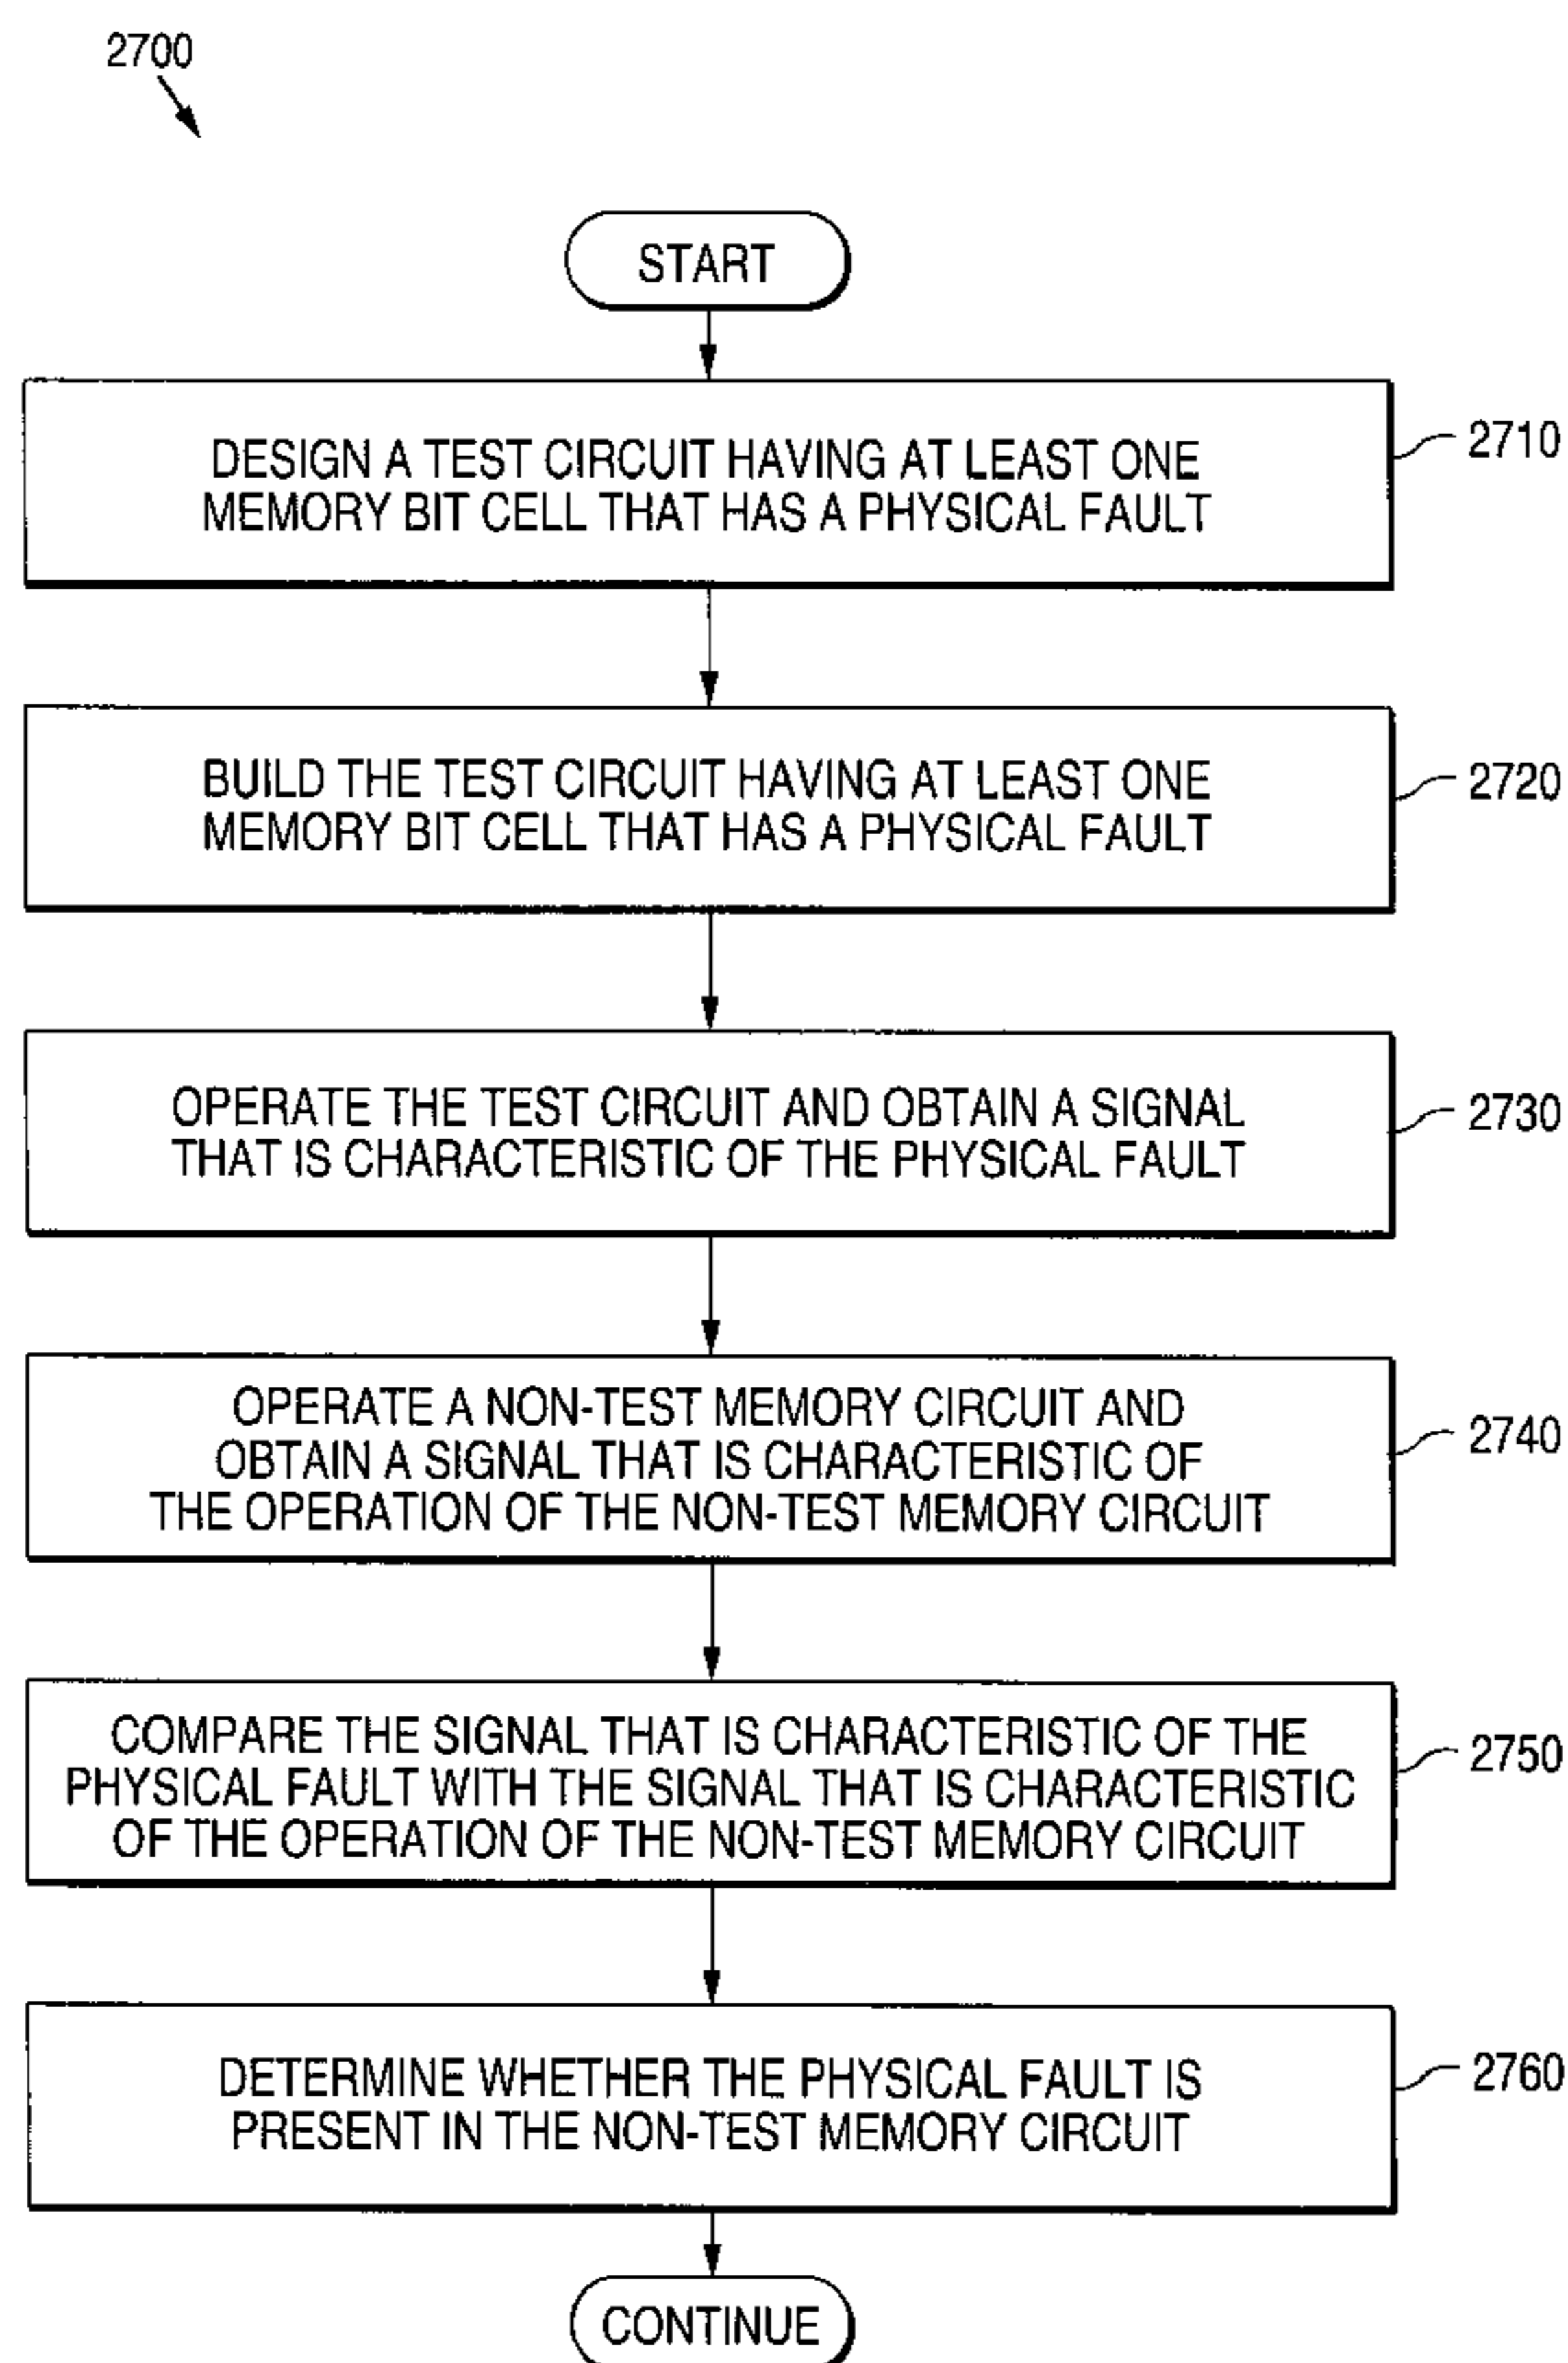 2700
START
DESIGN A TEST CIRCUIT HAVING AT LEAST ONE
MEMORY BIT CELL THAT HAS A PHYSICAL FAULT
2710
BUILD THE TEST CIRCUIT HAVING AT LEAST ONE
MEMORY BIT CELL THAT HAS A PHYSICAL FAULT
2720
OPERATE THE TEST CIRCUIT AND OBTAIN A SIGNAL
THAT IS CHARACTERISTIC OF THE PHYSICAL FAULT
2730
OPERATE A NON-TEST MEMORY CIRCUIT AND
OBTAIN A SIGNAL THAT IS CHARACTERISTIC OF
THE OPERATION OF THE NON-TEST MEMORY CIRCUIT
2740
COMPARE THE SIGNAL THAT IS CHARACTERISTIC OF THE
PHYSICAL FAULT WITH THE SIGNAL THAT IS CHARACTERISTIC
OF THE OPERATION OF THE NON-TEST MEMORY CIRCUIT
2750
DETERMINE WHETHER THE PHYSICAL FAULT IS
PRESENT IN THE NON-TEST MEMORY CIRCUIT
2760
CONTINUE